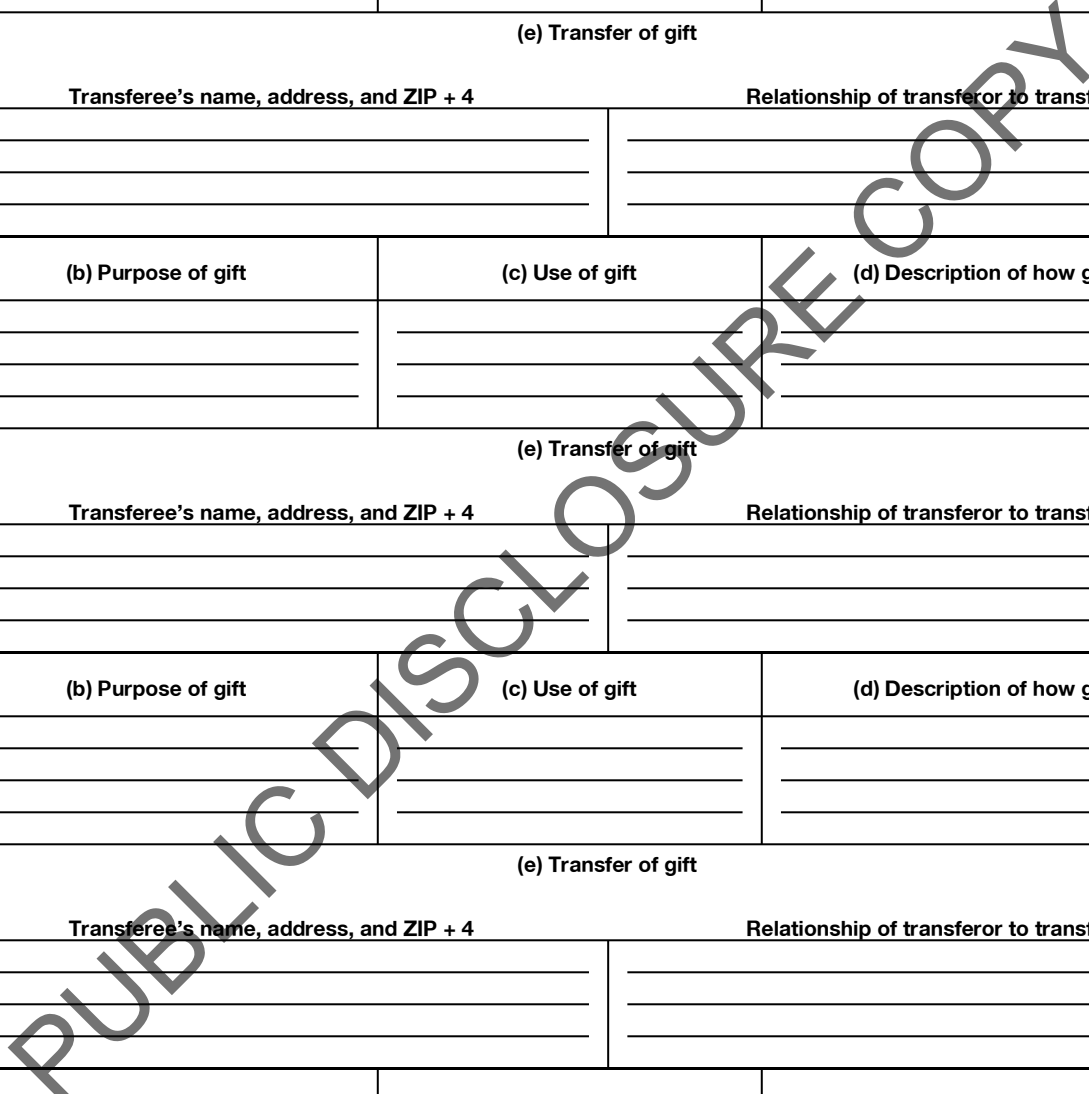 (e) Transfer of gift
Transferee's name, address, and ZIP + 4 Relationship of transferor to transf
(b) Purpose of gift (c) Use of gift (d) Description of how g
(e) Transfer of gift
Transferee's name, address, and ZIP + 4 Relationship of transferor to transf
(b) Purpose of gift (c) Use of gift (d) Description of how g
(e) Transfer of gift
Transferee's name, address, and ZIP + 4 Relationship of transferor to transf
PUBLIC DISCLOSURE COPY